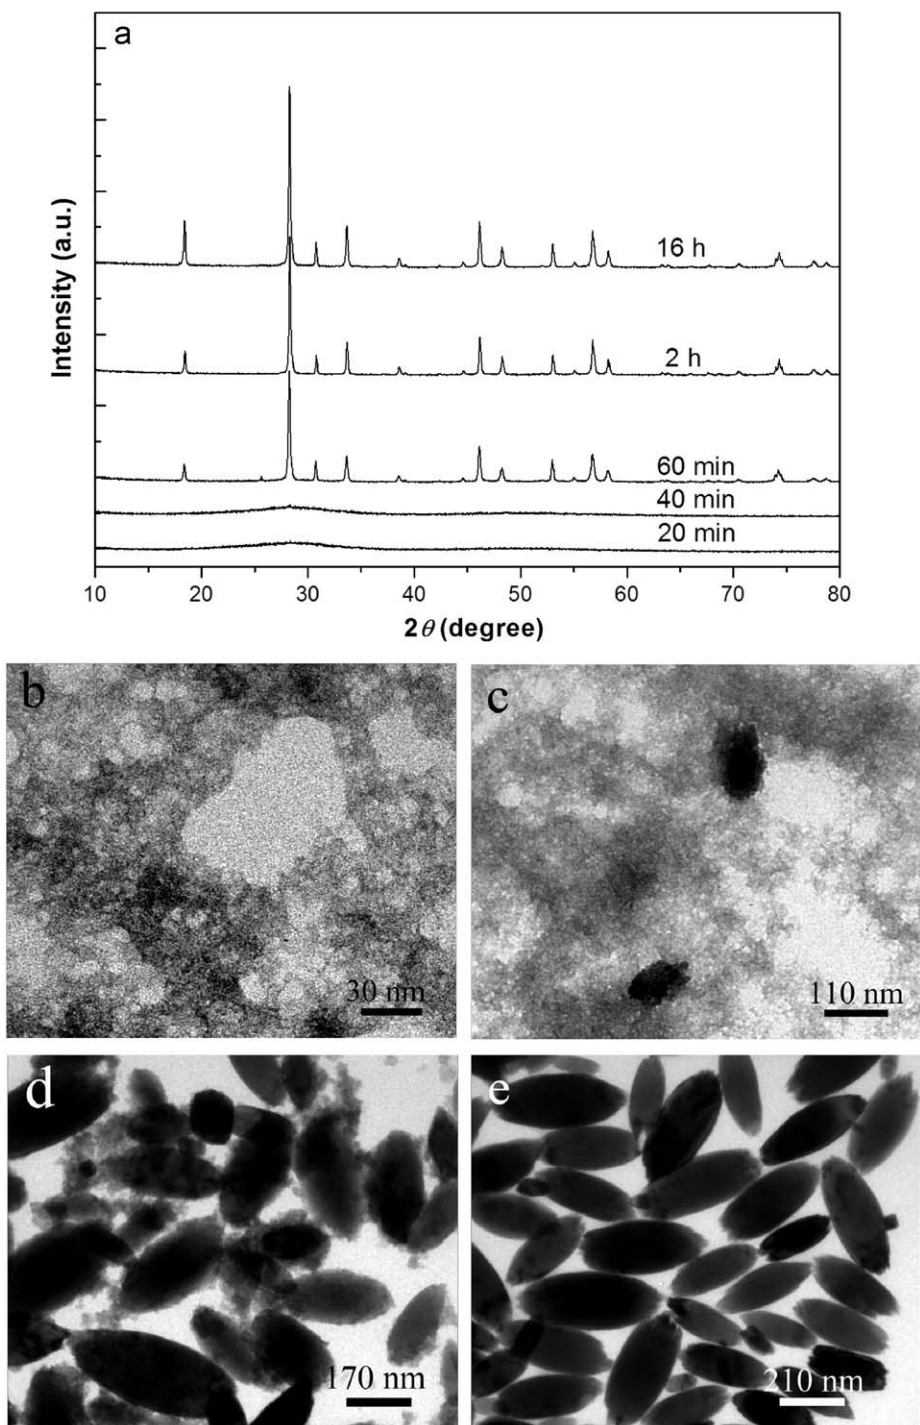 a
Intensity (a.u.)
16 h
2 h
60 min
40 min
20 min
10 20 30 40 50 60 70 80
2θ (degree)
b
30 nm
c
110 nm
d
170 nm
e
210 nm